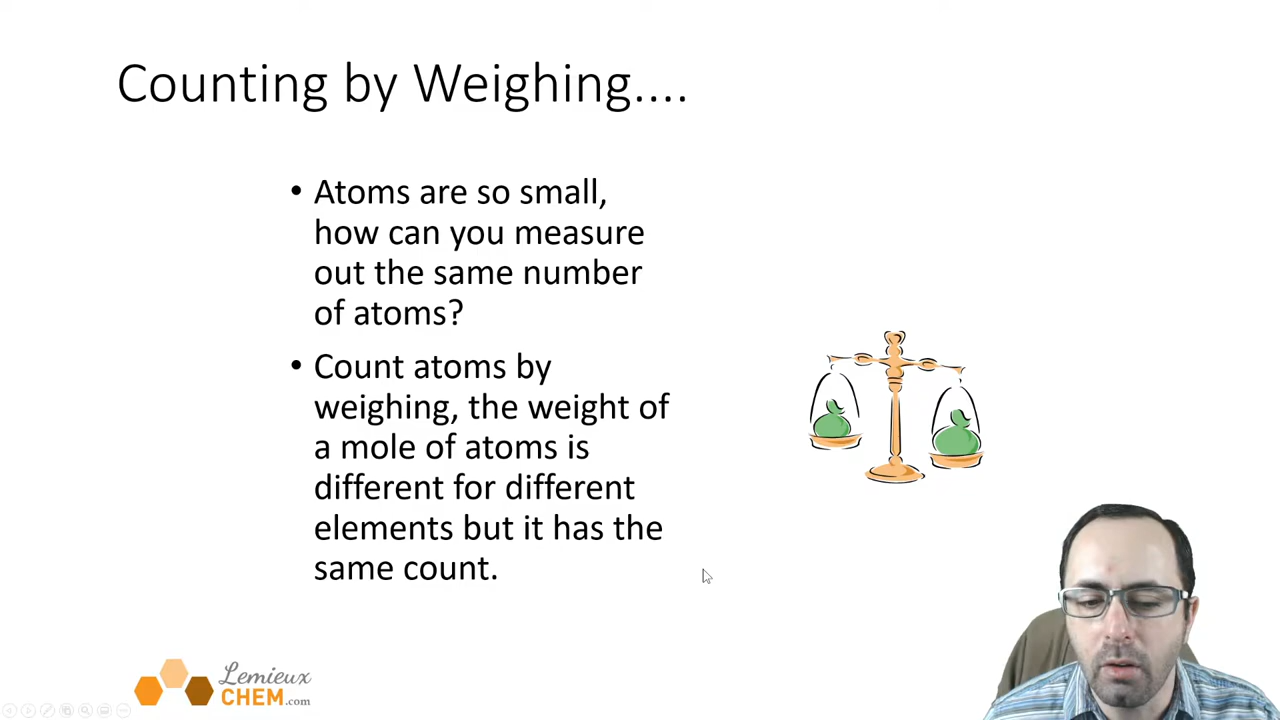 Counting by Weighing....
• Atoms are so small,
how can you measure
out the same number
of atoms?
• Count atoms by
weighing, the weight of
a mole of atoms is
different for different
elements but it has the
same count.
Lemieux
CHEM.com